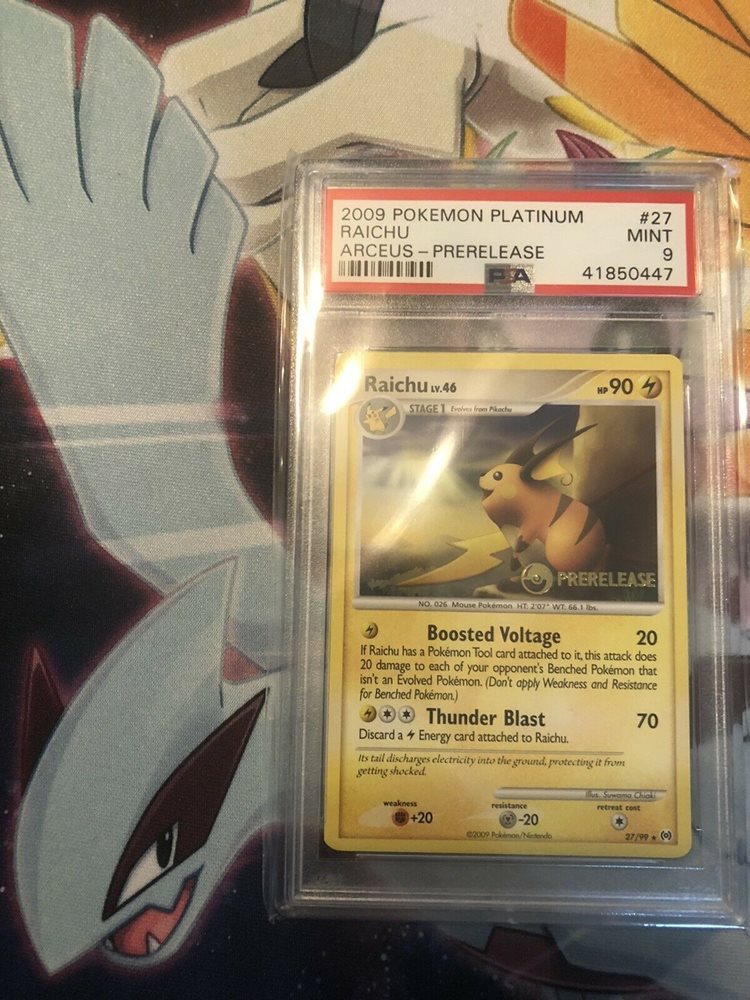 2009 POKEMON PLATINUM #27
RAICHU MINT
ARCEUS – PRERELEASE 9
PSA 41850447
Raichu LV.46 HP 90
STAGE 1 Evolves from Pikachu
PRERELEASE
NO. 026 Mouse Pokémon HT: 2'07" WT: 66.1 lbs.
Boosted Voltage 20
If Raichu has a Pokémon Tool card attached to it, this attack does
20 damage to each of your opponent's Benched Pokémon that
isn't an Evolved Pokémon. (Don't apply Weakness and Resistance
for Benched Pokémon.)
Thunder Blast 70
Discard a Energy card attached to Raichu.
Its tail discharges electricity into the ground, protecting it from
getting shocked.
Illus. Suwama Chiaki
weakness resistance retreat cost
+20 -20
©2009 Pokémon/Nintendo 27/99 ★